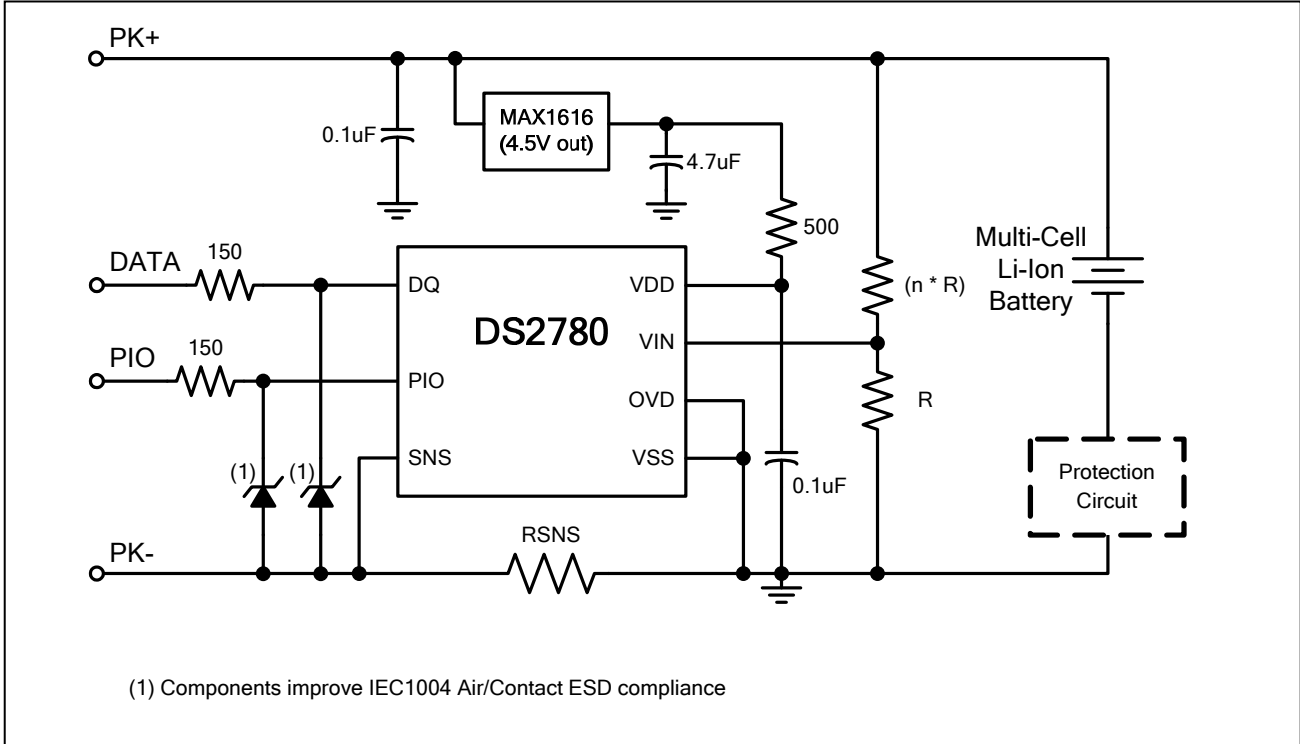 PK+
MAX1616
(4.5V out)
0.1uF
4.7uF
500
Multi-Cell
Li-Ion
Battery
DATA
150
DQ
VDD
(n * R)
DS2780
VIN
PIO
150
PIO
OVD
R
SNS
VSS
(1)
(1)
0.1uF
Protection
Circuit
RSNS
PK-
(1) Components improve IEC1004 Air/Contact ESD compliance